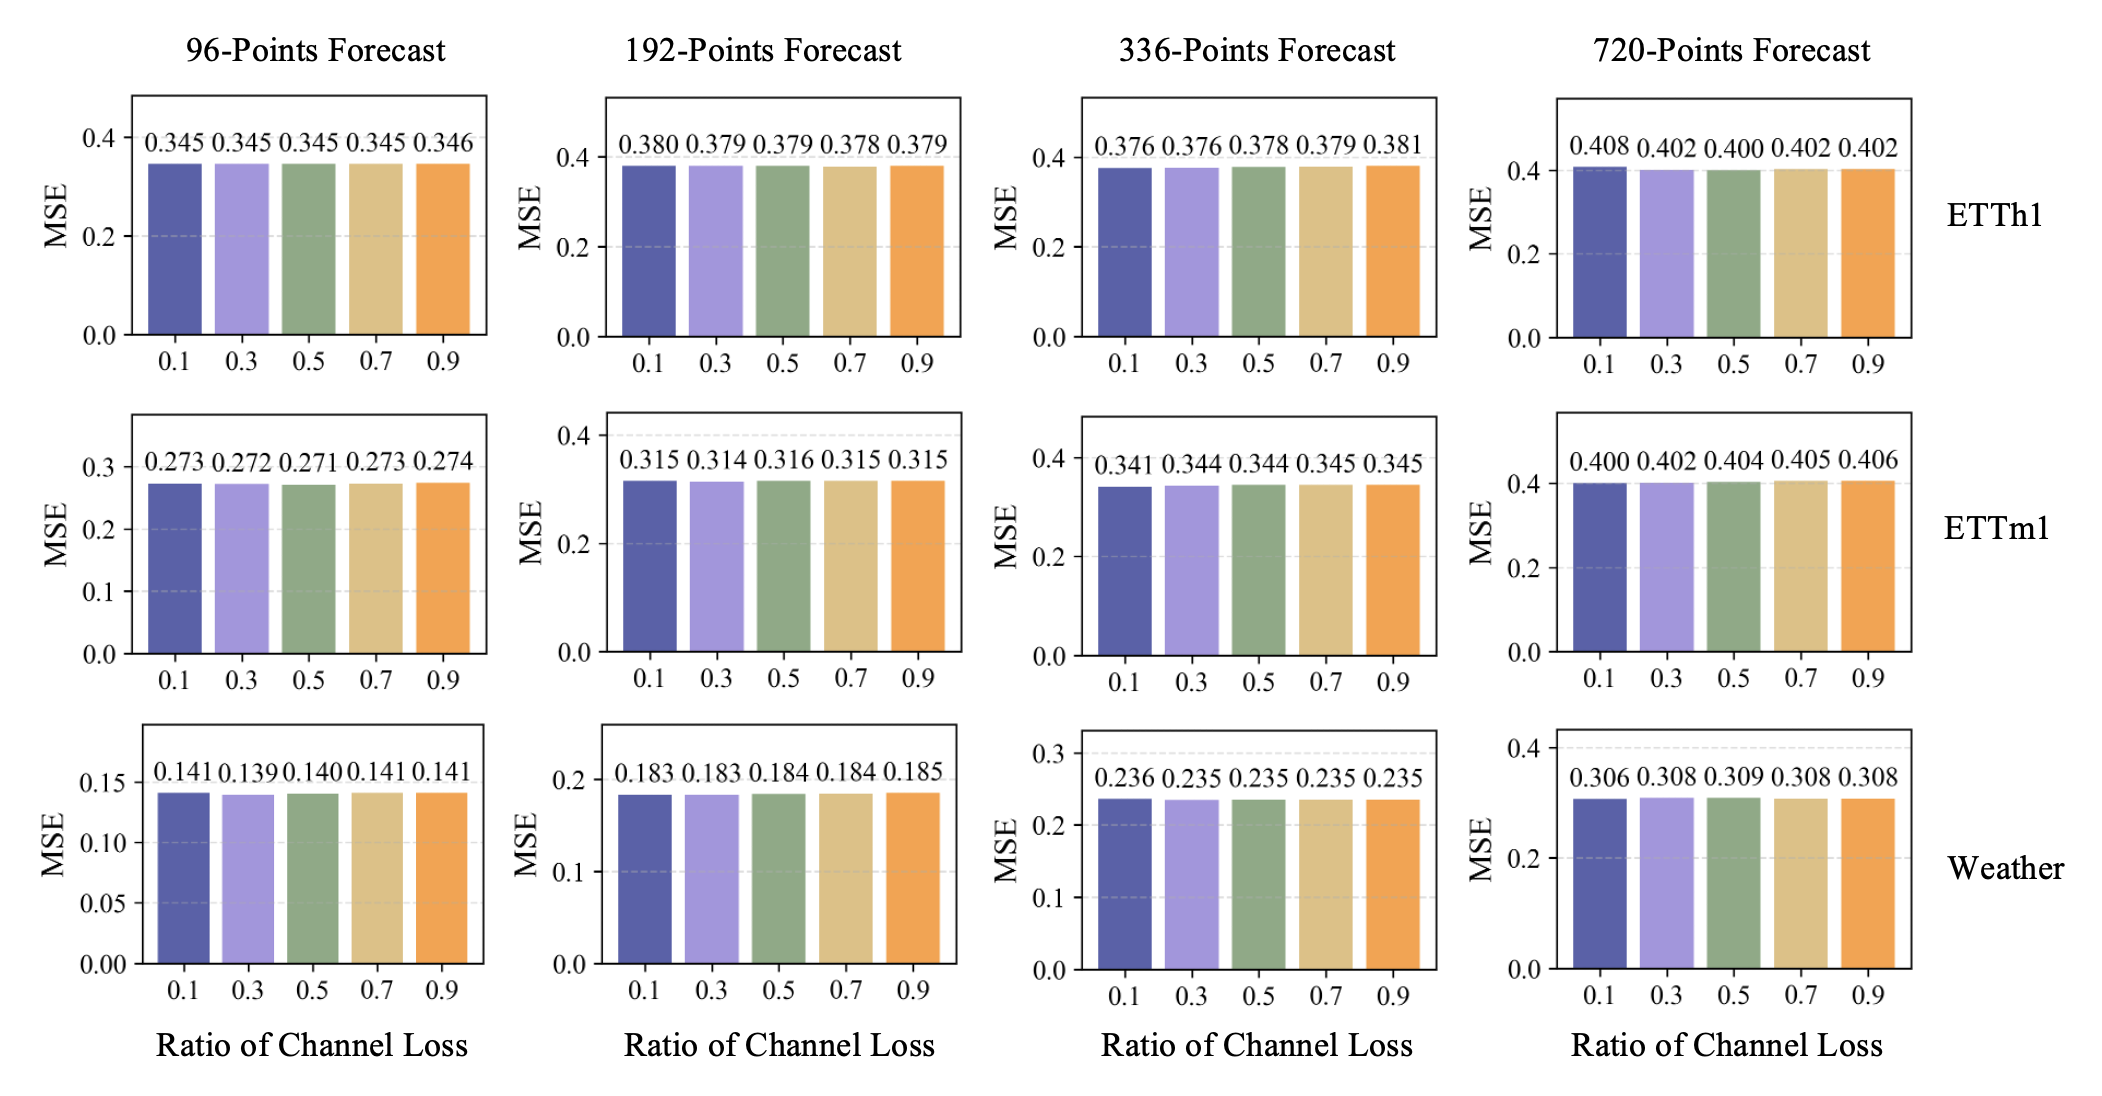 96-Points Forecast 192-Points Forecast 336-Points Forecast 720-Points Forecast
MSE
0.4
0.2
0.0
0.345 0.345 0.345 0.345 0.346
0.1 0.3 0.5 0.7 0.9
MSE
0.4
0.2
0.0
0.380 0.379 0.379 0.378 0.379
0.1 0.3 0.5 0.7 0.9
MSE
0.4
0.2
0.0
0.376 0.376 0.378 0.379 0.381
0.1 0.3 0.5 0.7 0.9
MSE
0.4
0.2
0.0
0.408 0.402 0.400 0.402 0.402
0.1 0.3 0.5 0.7 0.9
ETTh1
MSE
0.3
0.2
0.1
0.0
0.273 0.272 0.271 0.273 0.274
0.1 0.3 0.5 0.7 0.9
MSE
0.4
0.2
0.0
0.315 0.314 0.316 0.315 0.315
0.1 0.3 0.5 0.7 0.9
MSE
0.4
0.2
0.0
0.341 0.344 0.344 0.345 0.345
0.1 0.3 0.5 0.7 0.9
MSE
0.4
0.2
0.0
0.400 0.402 0.404 0.405 0.406
0.1 0.3 0.5 0.7 0.9
ETTm1
MSE
0.15
0.10
0.05
0.00
0.141 0.139 0.140 0.141 0.141
0.1 0.3 0.5 0.7 0.9
MSE
0.2
0.1
0.0
0.183 0.183 0.184 0.184 0.185
0.1 0.3 0.5 0.7 0.9
MSE
0.3
0.2
0.1
0.0
0.236 0.235 0.235 0.235 0.235
0.1 0.3 0.5 0.7 0.9
MSE
0.4
0.2
0.0
0.306 0.308 0.309 0.308 0.308
0.1 0.3 0.5 0.7 0.9
Weather
Ratio of Channel Loss Ratio of Channel Loss Ratio of Channel Loss Ratio of Channel Loss